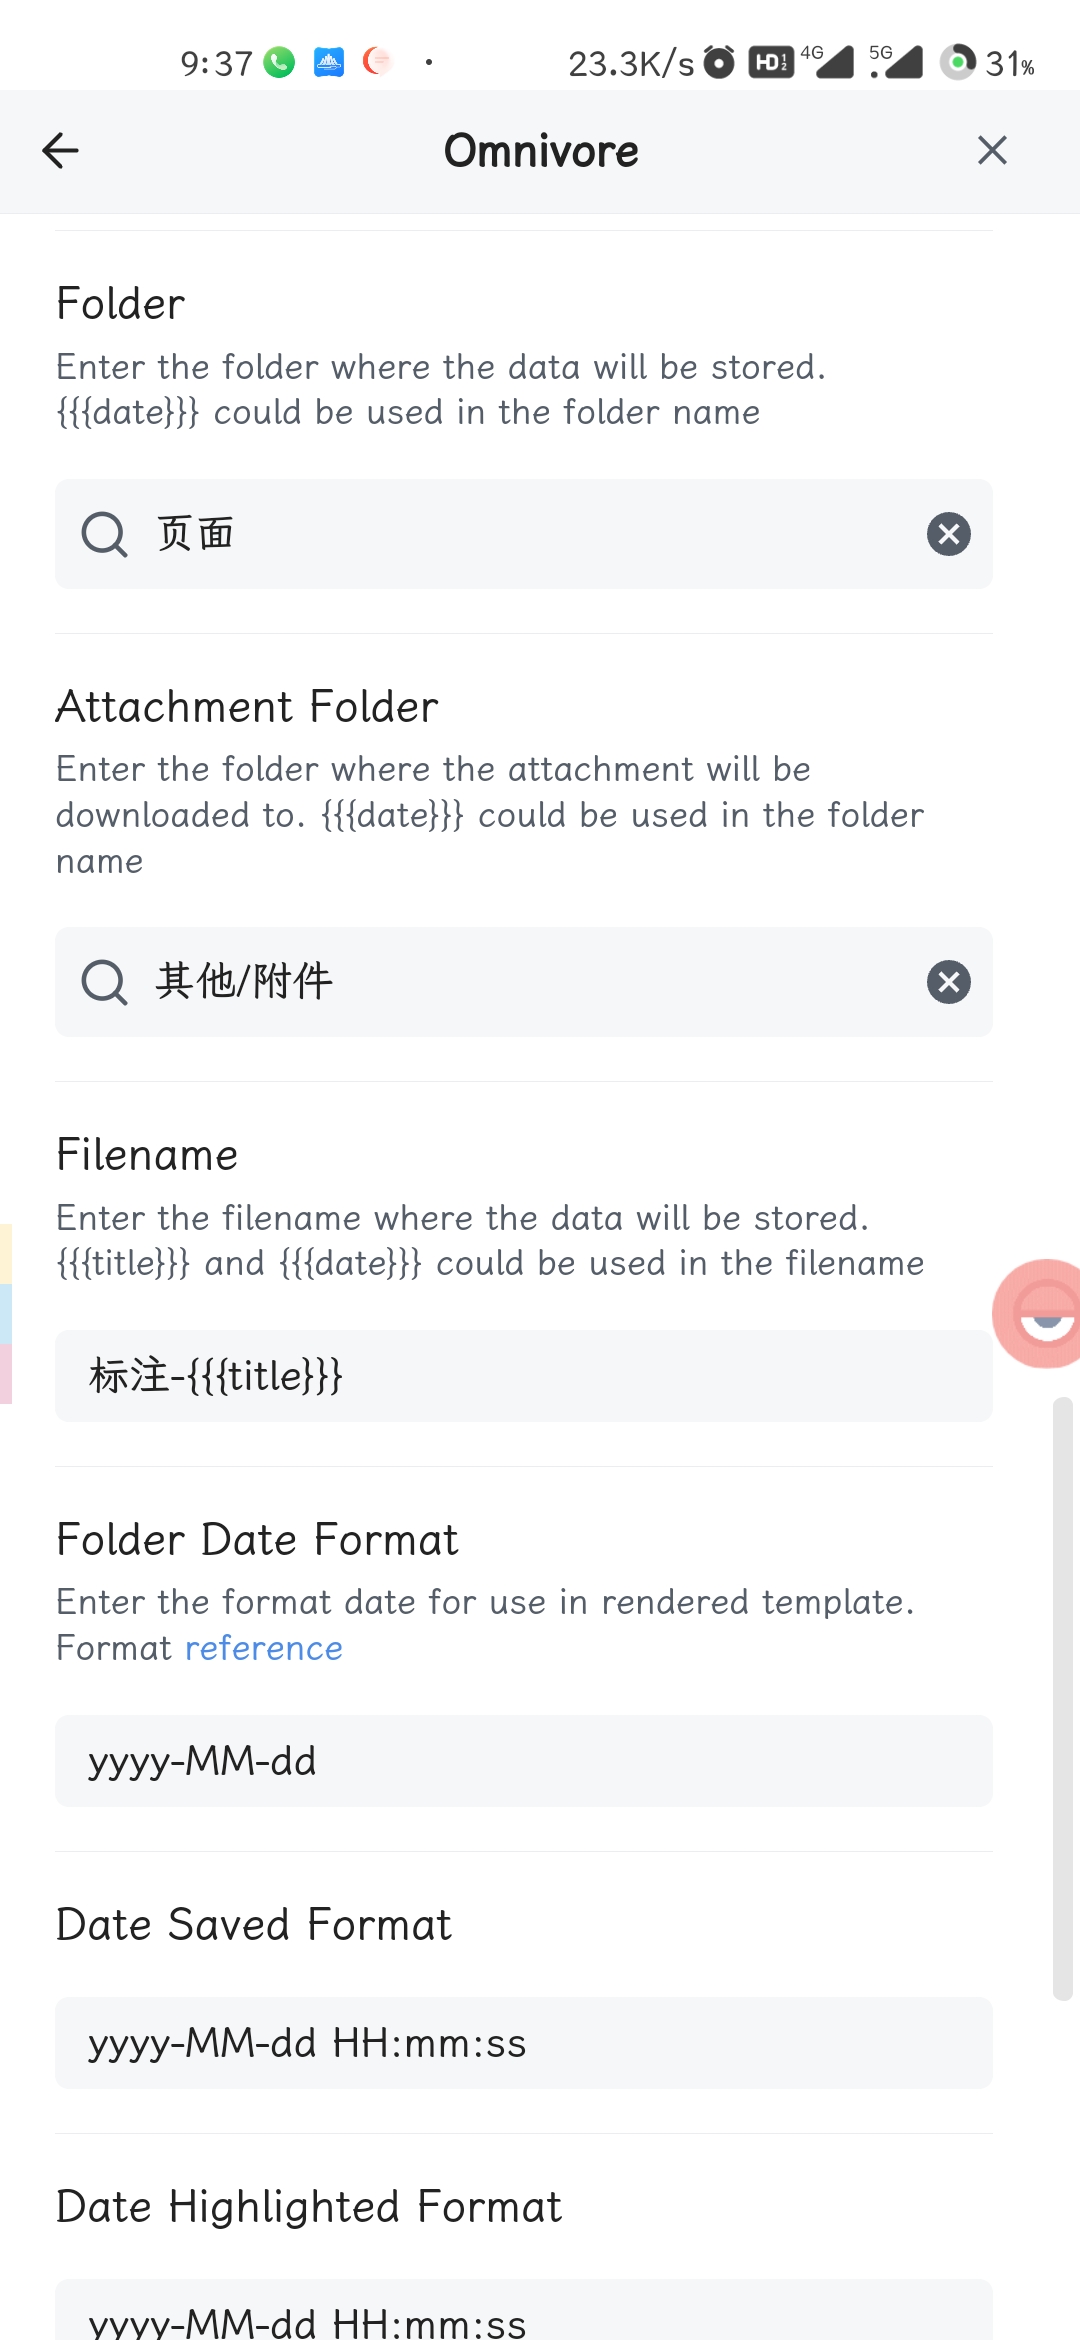 9:37
23.3K/s HD 1 2 4G 5G 31%
Omnivore
Folder
Enter the folder where the data will be stored.
{{{date}}} could be used in the folder name
页面
Attachment Folder
Enter the folder where the attachment will be
downloaded to. {{{date}}} could be used in the folder
name
其他/附件
Filename
Enter the filename where the data will be stored.
{{{title}}} and {{{date}}} could be used in the filename
标注-{{{title}}}
Folder Date Format
Enter the format date for use in rendered template.
Format reference
yyyy-MM-dd
Date Saved Format
yyyy-MM-dd HH:mm:ss
Date Highlighted Format
yyyy-MM-dd HH:mm:ss